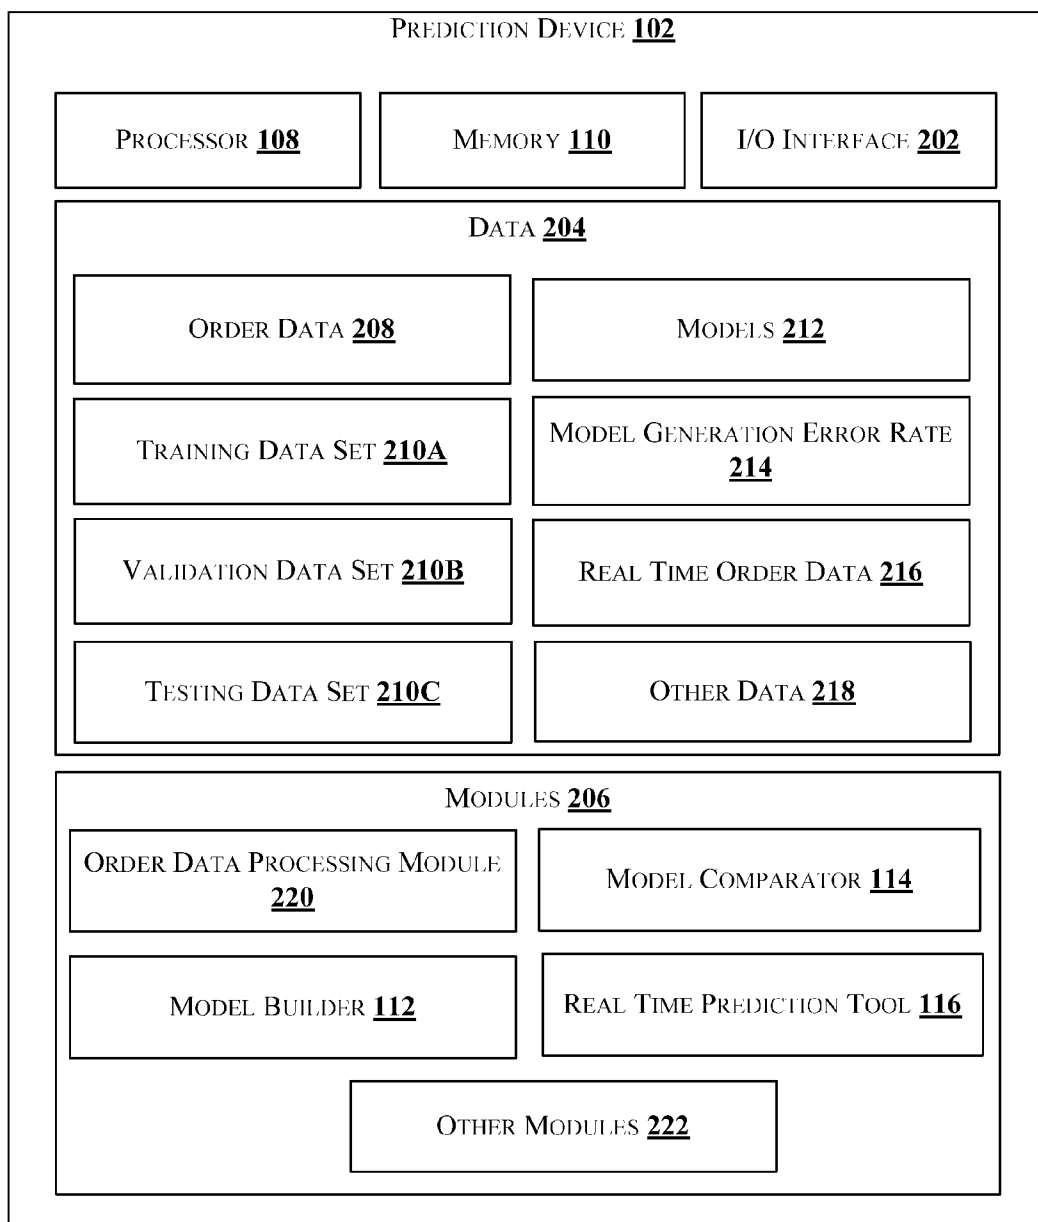 PREDICTION DEVICE 102
PROCESSOR 108
MEMORY 110
I/O INTERFACE 202
DATA 204
ORDER DATA 208
MODELS 212
TRAINING DATA SET 210A
MODEL GENERATION ERROR RATE
214
VALIDATION DATA SET 210B
REAL TIME ORDER DATA 216
TESTING DATA SET 210C
OTHER DATA 218
MODULES 206
ORDER DATA PROCESSING MODULE
220
MODEL COMPARATOR 114
MODEL BUILDER 112
REAL TIME PREDICTION TOOL 116
OTHER MODULES 222